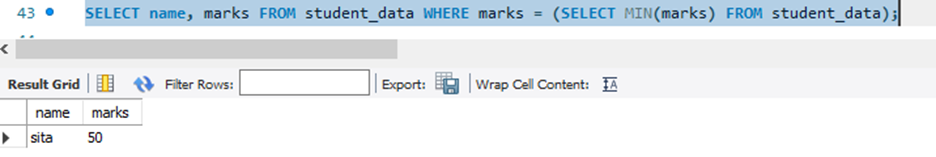 43 SELECT name, marks FROM student_data WHERE marks = (SELECT MIN(marks) FROM student_data);
Result Grid Filter Rows: Export: Wrap Cell Content: IA
name marks
sita 50